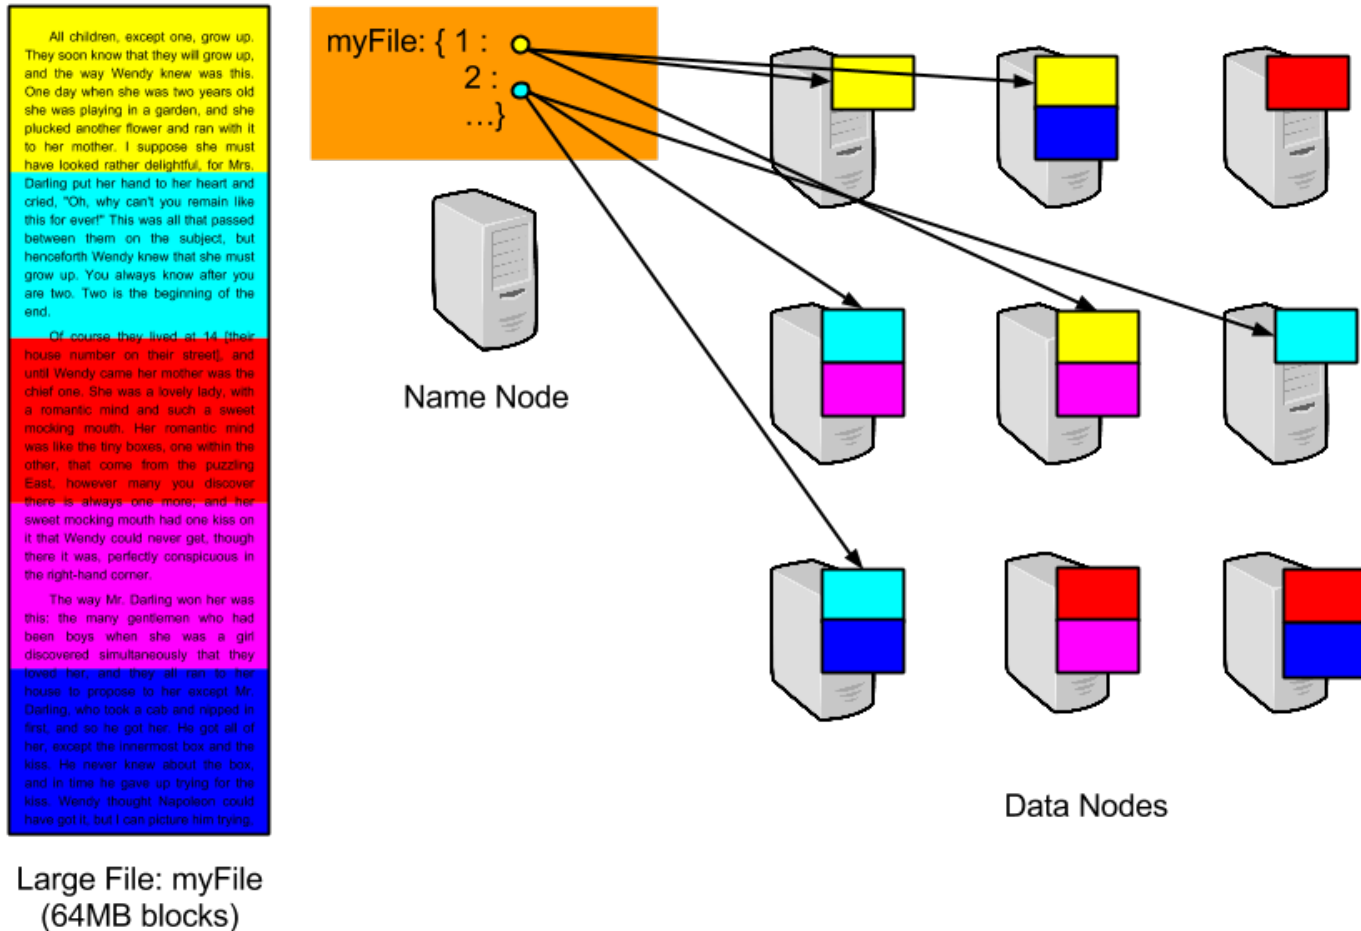 All children, except one, grow up.
They soon know that they will grow up,
and the way Wendy knew was this.
One day when she was two years old
she was playing in a garden, and she
plucked another flower and ran with it
to her mother. I suppose she must
have looked rather delightful, for Mrs.
Darling put her hand to her heart and
cried, "Oh, why can't you remain like
this for ever!" This was all that passed
between them on the subject, but
henceforth Wendy knew that she must
grow up. You always know after you
are two. Two is the beginning of the
end.
Of course they lived at 14 [their
house number on their street], and
until Wendy came her mother was the
chief one. She was a lovely lady, with
a romantic mind and such a sweet
mocking mouth. Her romantic mind
was like the tiny boxes, one within the
other, that come from the puzzling
East, however many you discover
there is always one more; and her
sweet mocking mouth had one kiss on
it that Wendy could never get, though
there it was, perfectly conspicuous in
the right-hand corner.
The way Mr. Darling won her was
this: the many gentlemen who had
been boys when she was a girl
discovered simultaneously that they
loved her, and they all ran to her
house to propose to her except Mr.
Darling, who took a cab and nipped in
first, and so he got her. He got all of
her, except the innermost box and the
kiss. He never knew about the box,
and in time he gave up trying for the
kiss. Wendy thought Napoleon could
have got it, but I can picture him trying,
Large File: myFile
(64MB blocks)
myFile: { 1 :
2 :
...}
Name Node
Data Nodes